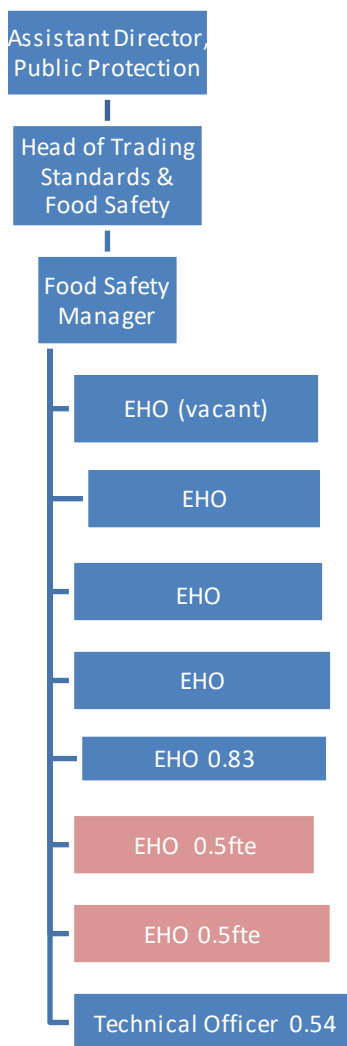 Assistant Director,
Public Protection
Head of Trading
Standards &
Food Safety
Food Safety
Manager
EHO (vacant)
EHO
EHO
EHO
EHO 0.83
EHO 0.5fte
EHO 0.5fte
Technical Officer 0.54